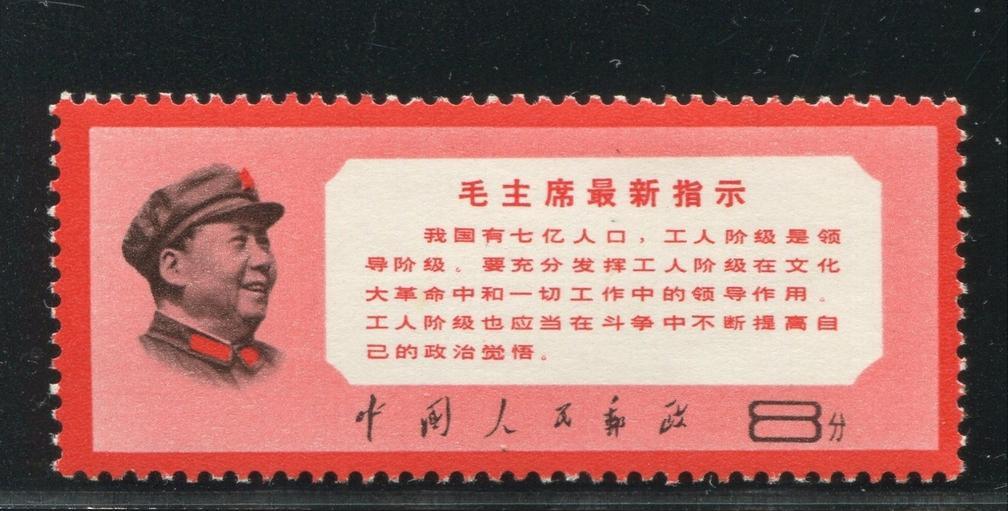 毛主席最新指示
我国有七亿人口，工人阶级是领
导阶级。要充分发挥工人阶级在文化
大革命中和一切工作中的领导作用。
工人阶级也应当在斗争中不断提高自
己的政治觉悟。
中国人民邮政 8分